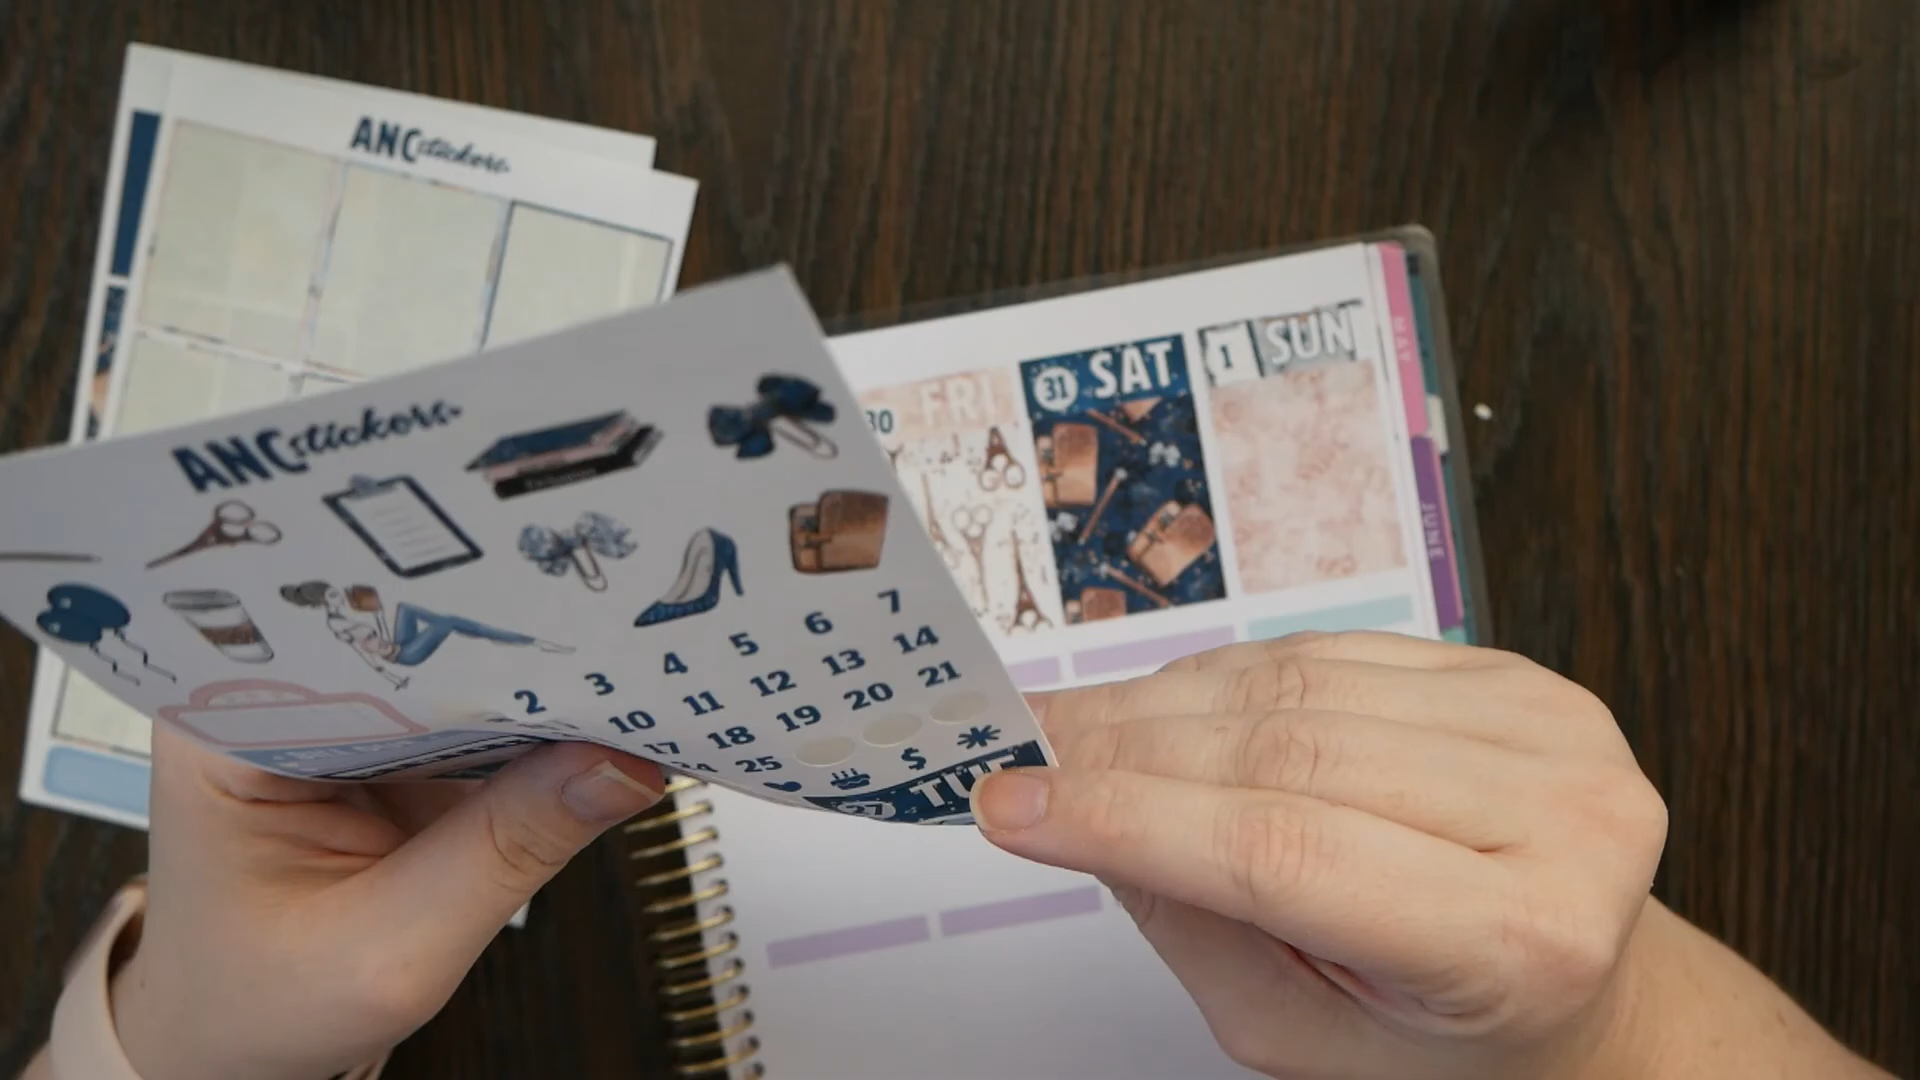 ANCstickers
ANCstickers
30 FRI
31 SAT
1 SUN
MAY
JUNE
2 3 4 5 6 7
10 11 12 13 14
17 18 19 20 21
24 25
$ *
27 TUE